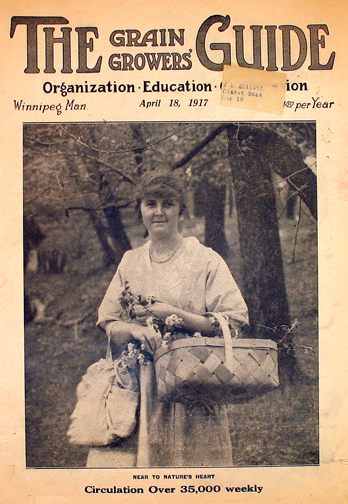 THE GRAIN GROWERS' GUIDE
Organization · Education ·
Winnipeg Man. April 18, 1917 per Year
NEAR TO NATURE'S HEART
Circulation Over 35,000 weekly